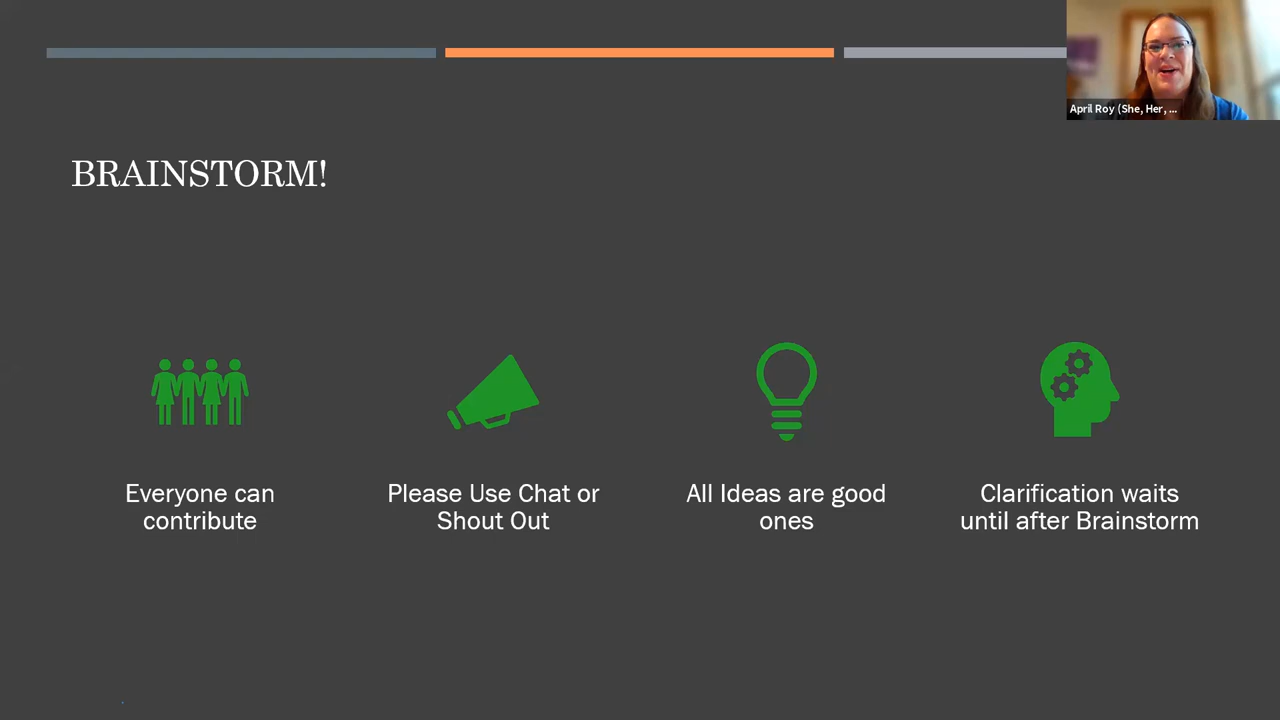 April Roy (She, Her, ...
BRAINSTORM!
Everyone can
contribute
Please Use Chat or
Shout Out
All Ideas are good
ones
Clarification waits
until after Brainstorm